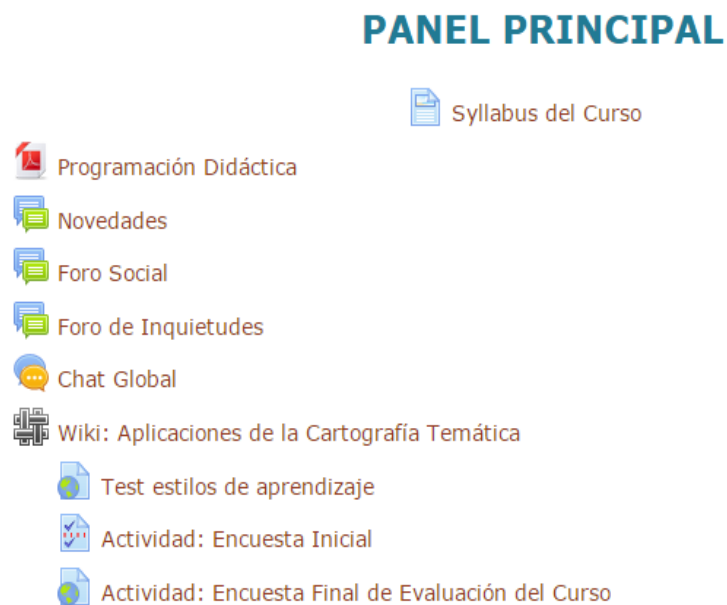 PANEL PRINCIPAL
Syllabus del Curso
Programación Didáctica
Novedades
Foro Social
Foro de Inquietudes
Chat Global
Wiki: Aplicaciones de la Cartografía Temática
Test estilos de aprendizaje
Actividad: Encuesta Inicial
Actividad: Encuesta Final de Evaluación del Curso